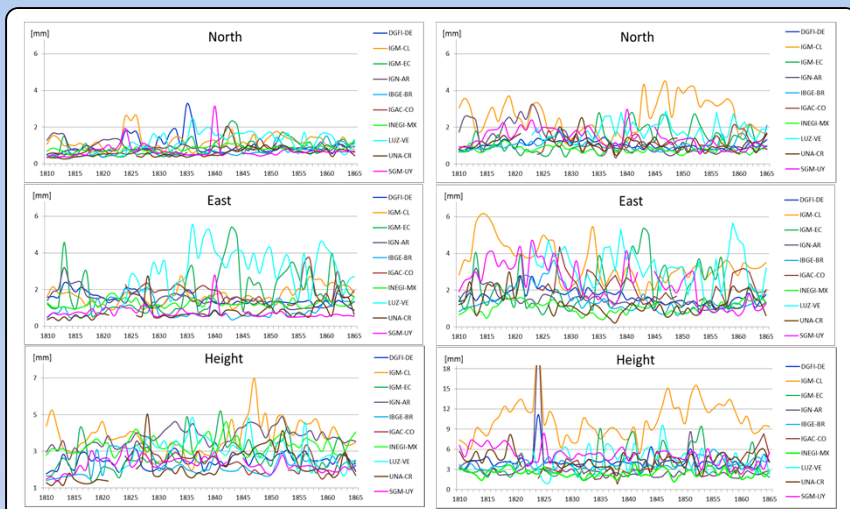 [mm]
North
6
4
2
0
1810 1815 1820 1825 1830 1835 1840 1845 1850 1855 1860 1865
DGFI-DE
IGM-CL
IGM-EC
IGN-AR
IBGE-BR
IGAC-CO
INEGI-MX
LUZ-VE
UNA-CR
SGM-UY
[mm]
North
6
4
2
0
1810 1815 1820 1825 1830 1835 1840 1845 1850 1855 1860 1865
DGFI-DE
IGM-CL
IGM-EC
IGN-AR
IBGE-BR
IGAC-CO
INEGI-MX
LUZ-VE
UNA-CR
SGM-UY
[mm]
East
6
4
2
0
1810 1815 1820 1825 1830 1835 1840 1845 1850 1855 1860 1865
DGFI-DE
IGM-CL
IGM-EC
IGN-AR
IBGE-BR
IGAC-CO
INEGI-MX
LUZ-VE
UNA-CR
SGM-UY
[mm]
East
6
4
2
0
1810 1815 1820 1825 1830 1835 1840 1845 1850 1855 1860 1865
DGFI-DE
IGM-CL
IGM-EC
IGN-AR
IBGE-BR
IGAC-CO
INEGI-MX
LUZ-VE
UNA-CR
SGM-UY
[mm]
Height
7
5
3
1
1810 1815 1820 1825 1830 1835 1840 1845 1850 1855 1860 1865
DGFI-DE
IGM-CL
IGM-EC
IGN-AR
IBGE-BR
IGAC-CO
INEGI-MX
LUZ-VE
UNA-CR
SGM-UY
[mm]
Height
18
15
12
9
6
3
0
1810 1815 1820 1825 1830 1835 1840 1845 1850 1855 1860 1865
DGFI-DE
IGM-CL
IGM-EC
IGN-AR
IBGE-BR
IGAC-CO
INEGI-MX
LUZ-VE
UNA-CR
SGM-UY